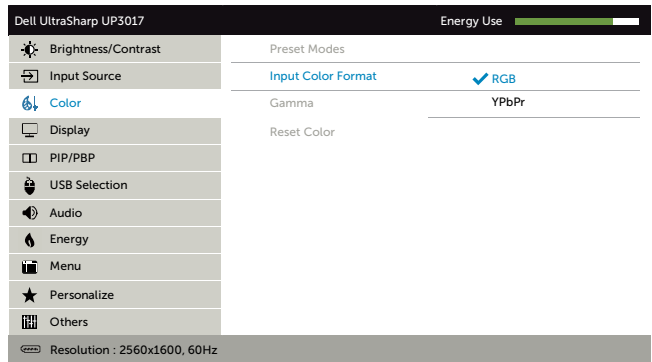 Dell UltraSharp UP3017 Energy Use
Brightness/Contrast Preset Modes
Input Source Input Color Format RGB
Color Gamma YPbPr
Display Reset Color
PIP/PBP
USB Selection
Audio
Energy
Menu
Personalize
Others
Resolution : 2560x1600, 60Hz